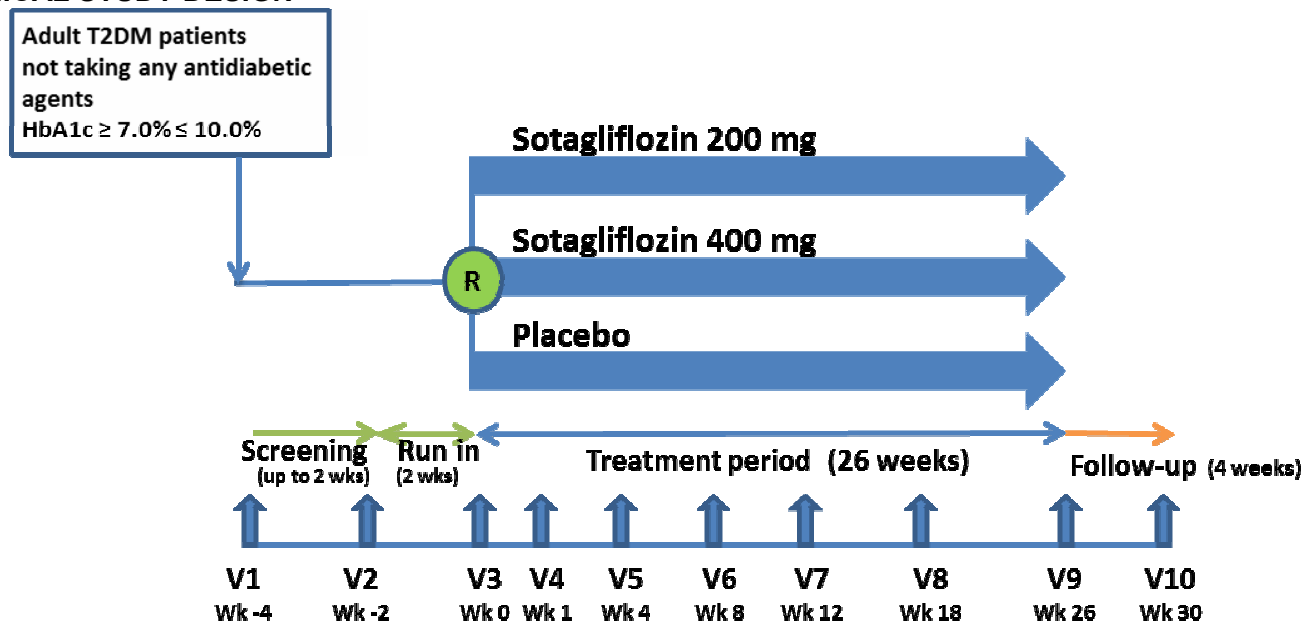 STUDY DESIGN
Adult T2DM patients
not taking any antidiabetic
agents
HbA1c ≥ 7.0% ≤ 10.0%
Sotagliflozin 200 mg
Sotagliflozin 400 mg
R
Placebo
Screening
(up to 2 wks)
Run in
(2 wks)
Treatment period (26 weeks)
Follow-up (4 weeks)
V1 V2 V3 V4 V5 V6 V7 V8 V9 V10
Wk -4 Wk -2 Wk 0 Wk 1 Wk 4 Wk 8 Wk 12 Wk 18 Wk 26 Wk 30